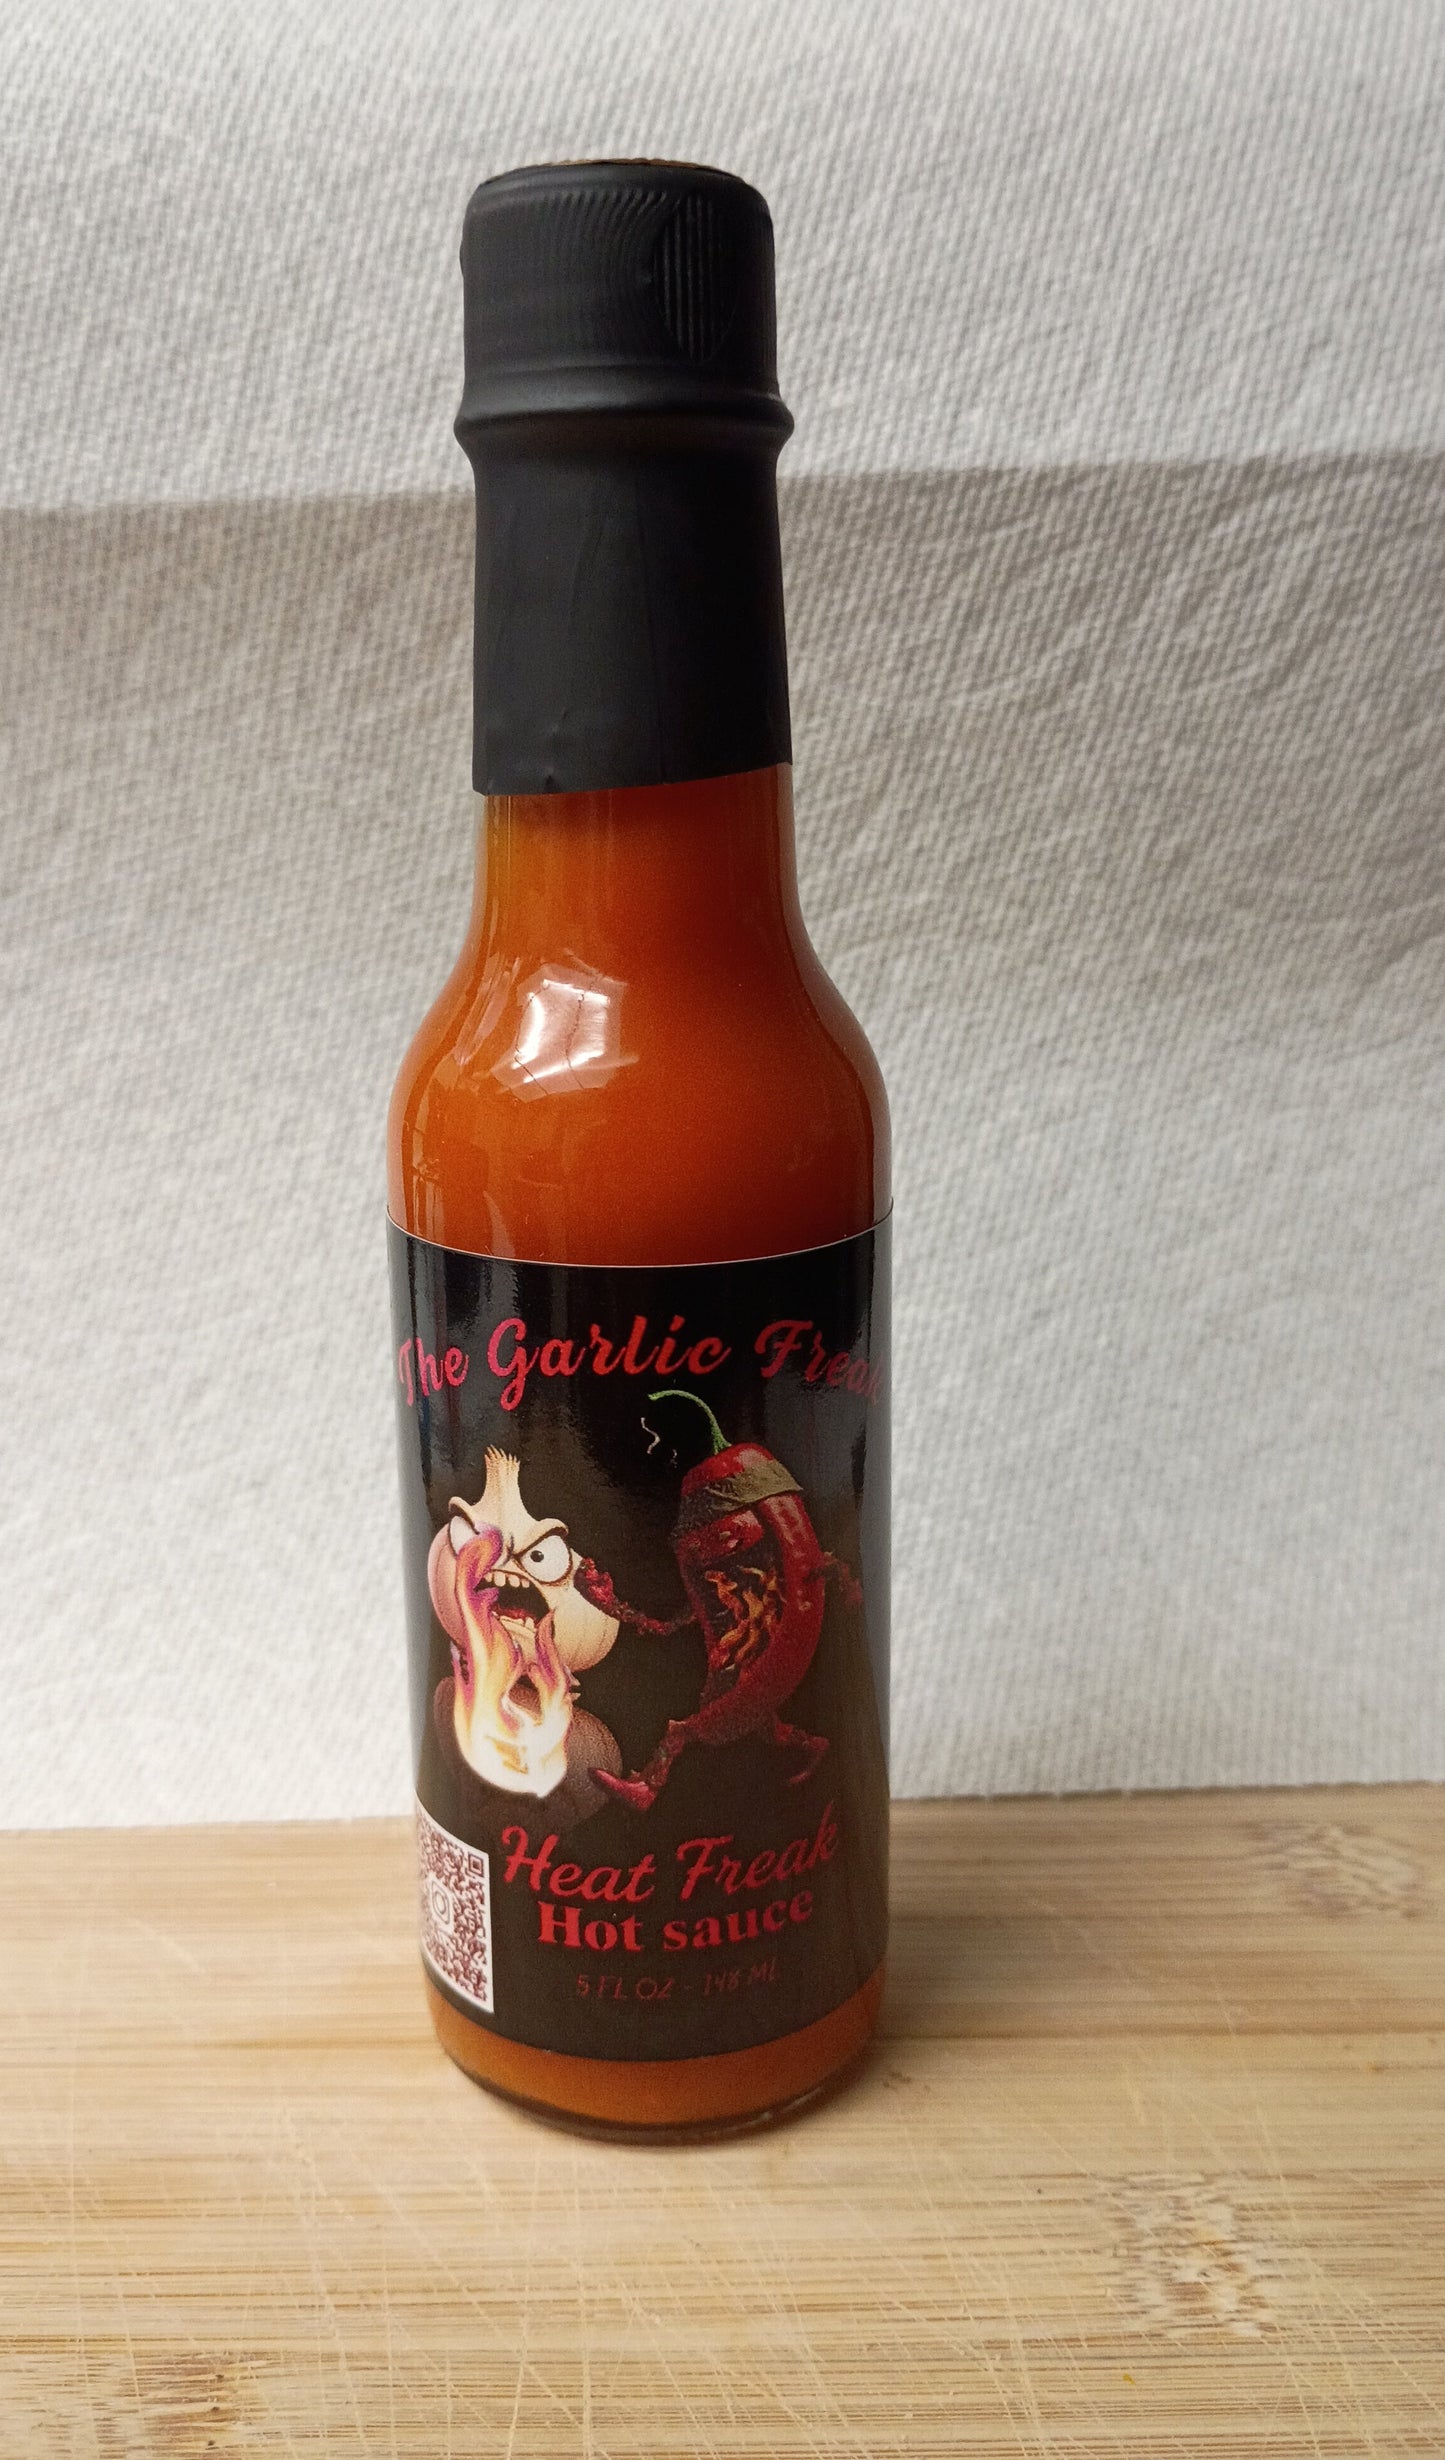 The Garlic Freak
Heat Freak
Hot sauce
5 FL OZ - 148 ML